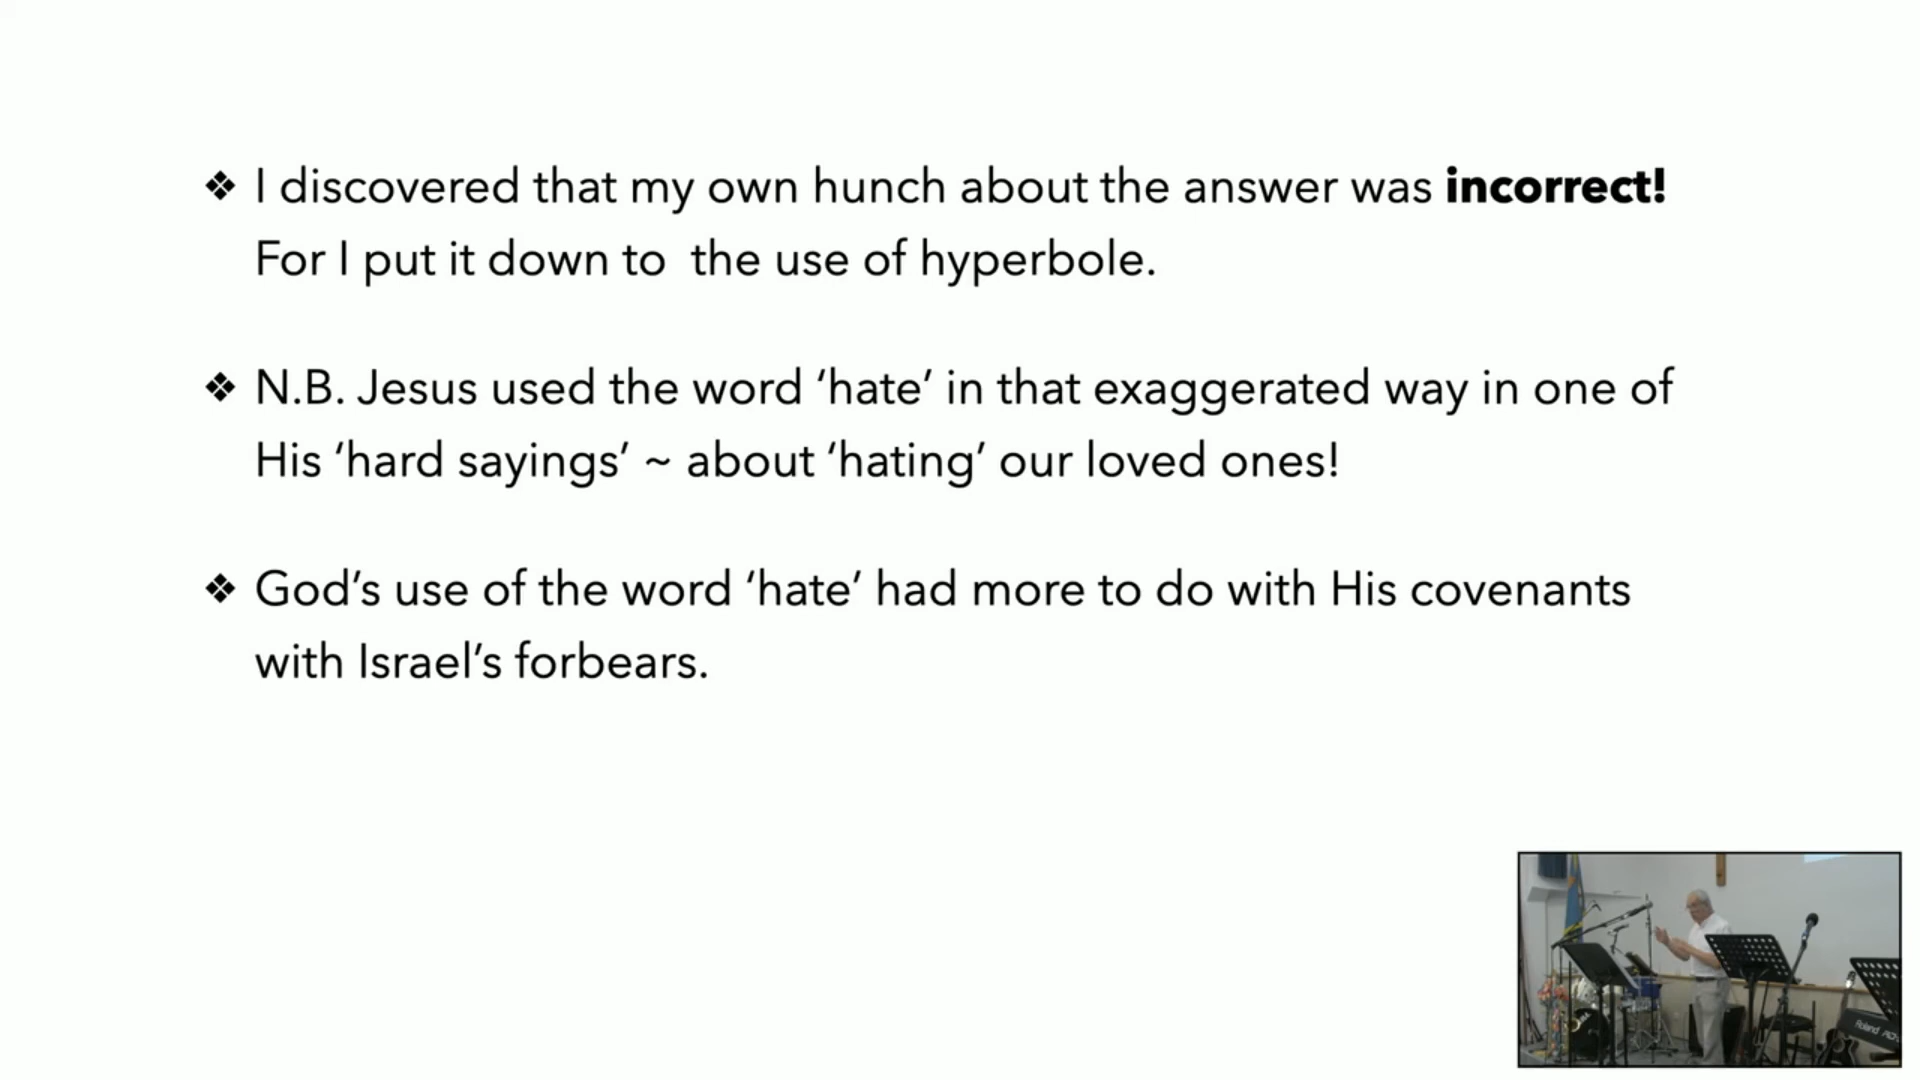 ❖ I discovered that my own hunch about the answer was incorrect!
For I put it down to  the use of hyperbole.
❖ N.B. Jesus used the word ‘hate’ in that exaggerated way in one of
His ‘hard sayings’ ~ about ‘hating’ our loved ones!
❖ God’s use of the word ‘hate’ had more to do with His covenants
with Israel’s forbears.
Roland